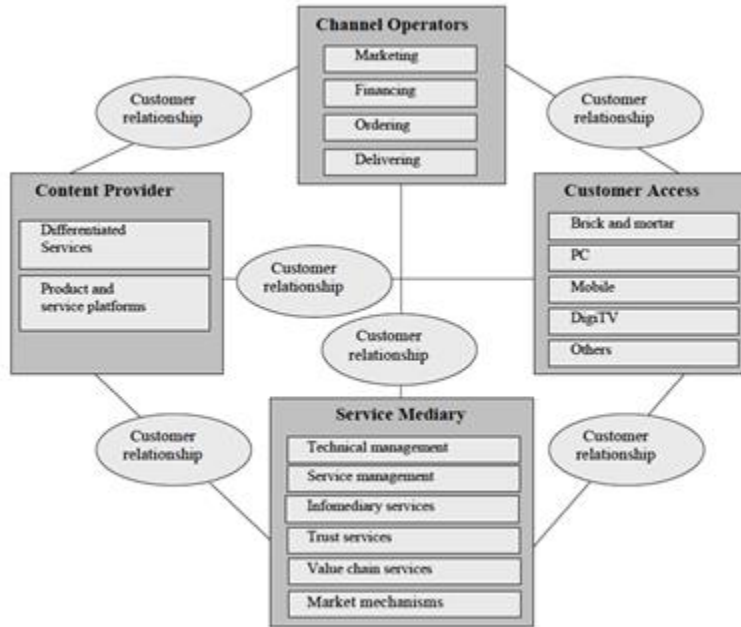 Channel Operators
Marketing
Financing
Ordering
Delivering
Customer
relationship
Customer
relationship
Content Provider
Differentiated
Services
Product and
service platforms
Customer
relationship
Customer Access
Brick and mortar
PC
Mobile
DigiTV
Others
Customer
relationship
Customer
relationship
Service Mediary
Technical management
Service management
Infomediary services
Trust services
Value chain services
Market mechanisms
Customer
relationship